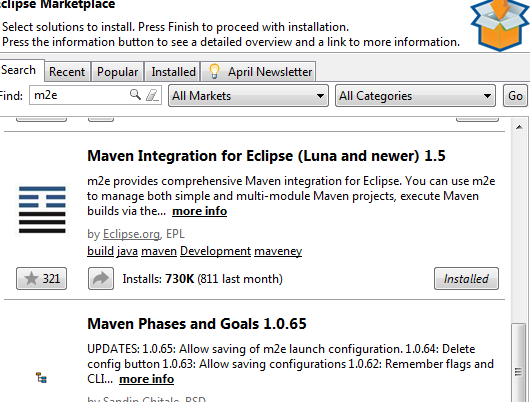 Eclipse Marketplace
Select solutions to install. Press Finish to proceed with installation.
Press the information button to see a detailed overview and a link to more information.
Search Recent Popular Installed April Newsletter
Find: m2e All Markets All Categories Go
Maven Integration for Eclipse (Luna and newer) 1.5
m2e provides comprehensive Maven integration for Eclipse. You can use m2e
to manage both simple and multi-module Maven projects, execute Maven
builds via the... more info
by Eclipse.org, EPL
build java maven Development maveney
321 Installs: 730K (811 last month) Installed
Maven Phases and Goals 1.0.65
UPDATES: 1.0.65: Allow saving of m2e launch configuration. 1.0.64: Delete
config button 1.0.63: Allow saving configurations 1.0.62: Remember flags and
CLI... more info
by Sandip Chitale, BSD